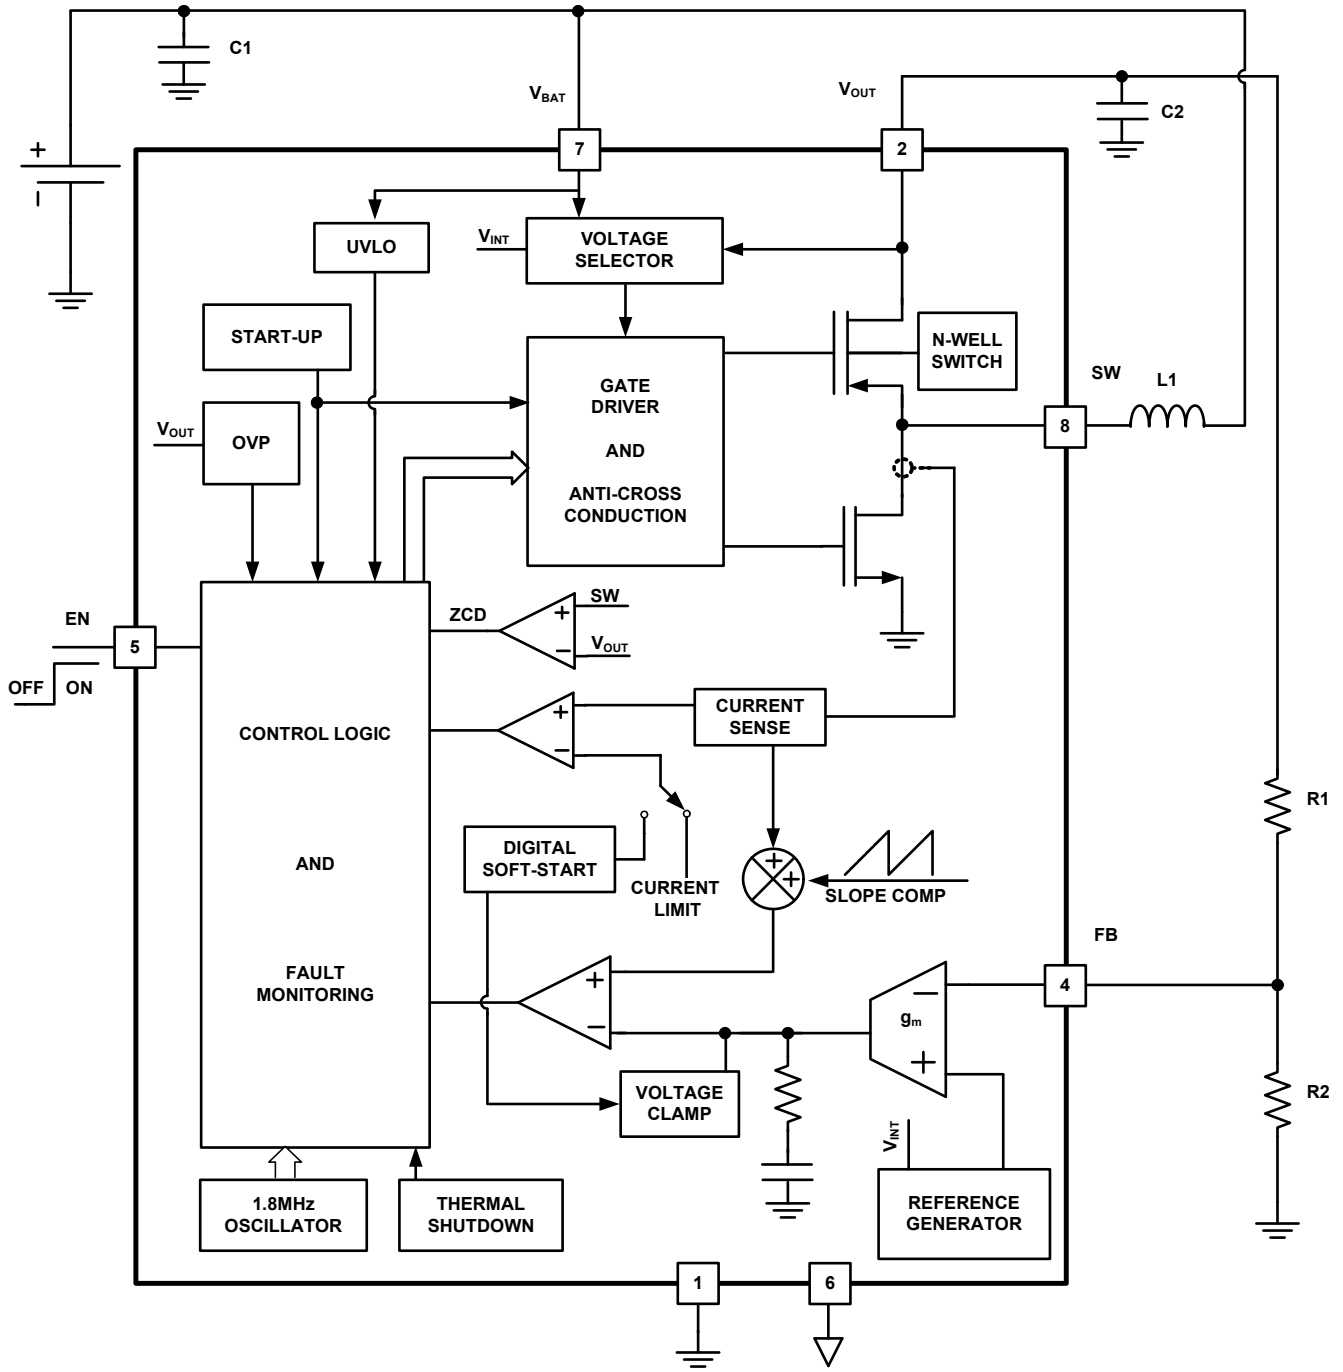 C1
VBAT
VOUT
C2
+
–
7
2
UVLO
VINT
VOLTAGE
SELECTOR
START-UP
N-WELL
SWITCH
SW
L1
GATE
DRIVER
AND
ANTI-CROSS
CONDUCTION
VOUT
OVP
8
EN
5
OFF
ON
ZCD
+
–
SW
VOUT
CONTROL LOGIC
AND
FAULT
MONITORING
+
–
CURRENT
SENSE
R1
DIGITAL
SOFT-START
CURRENT
LIMIT
+
+
SLOPE COMP
FB
4
+
–
–
gm
+
VOLTAGE
CLAMP
R2
VINT
1.8MHz
OSCILLATOR
THERMAL
SHUTDOWN
REFERENCE
GENERATOR
1
6